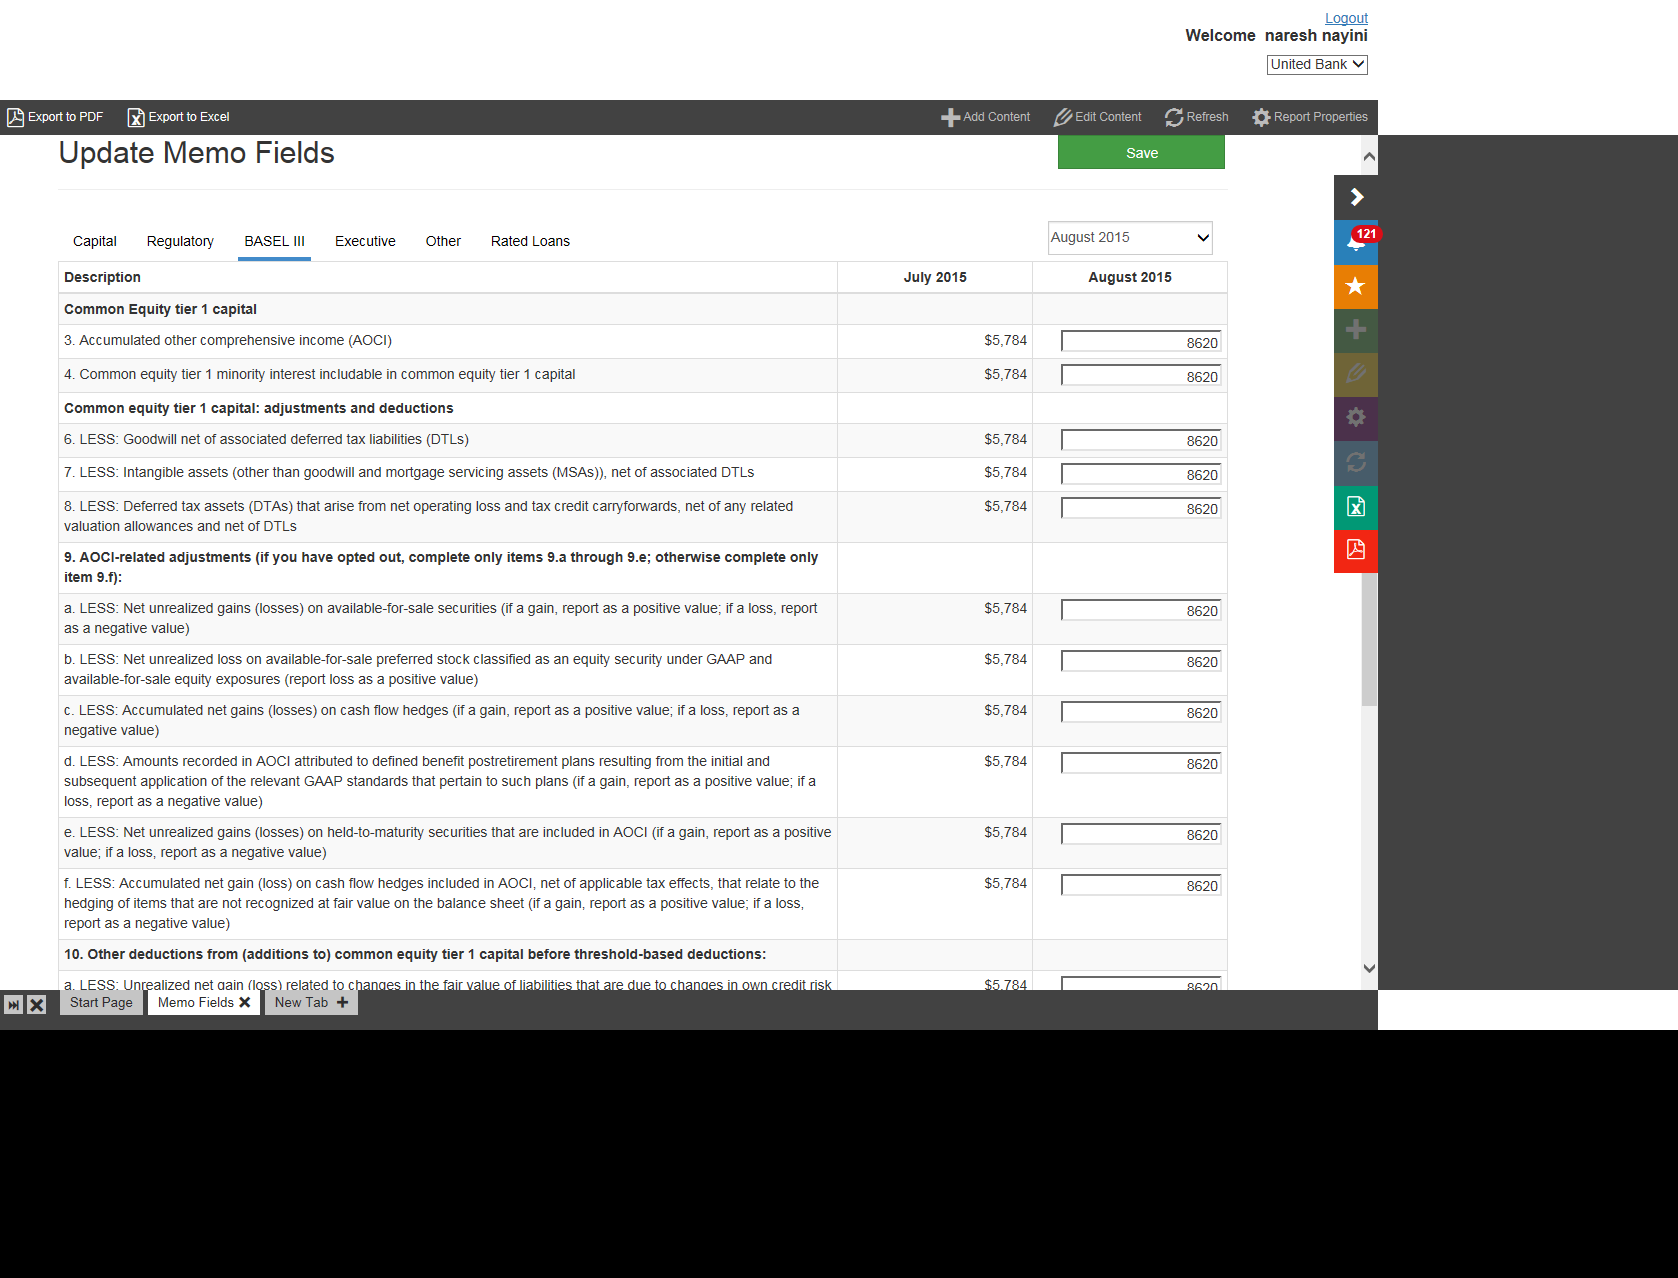 Logout
Welcome naresh nayini
United Bank
Export to PDF Export to Excel Add Content Edit Content Refresh Report Properties
Update Memo Fields Save
121
Capital Regulatory BASEL III Executive Other Rated Loans August 2015
Description July 2015 August 2015
Common Equity tier 1 capital
3. Accumulated other comprehensive income (AOCI) $5,784 8620
4. Common equity tier 1 minority interest includable in common equity tier 1 capital $5,784 8620
Common equity tier 1 capital: adjustments and deductions
6. LESS: Goodwill net of associated deferred tax liabilities (DTLs) $5,784 8620
7. LESS: Intangible assets (other than goodwill and mortgage servicing assets (MSAs)), net of associated DTLs $5,784 8620
8. LESS: Deferred tax assets (DTAs) that arise from net operating loss and tax credit carryforwards, net of any related $5,784 8620
valuation allowances and net of DTLs
9. AOCI-related adjustments (if you have opted out, complete only items 9.a through 9.e; otherwise complete only
item 9.f):
a. LESS: Net unrealized gains (losses) on available-for-sale securities (if a gain, report as a positive value; if a loss, report $5,784 8620
as a negative value)
b. LESS: Net unrealized loss on available-for-sale preferred stock classified as an equity security under GAAP and $5,784 8620
available-for-sale equity exposures (report loss as a positive value)
c. LESS: Accumulated net gains (losses) on cash flow hedges (if a gain, report as a positive value; if a loss, report as a $5,784 8620
negative value)
d. LESS: Amounts recorded in AOCI attributed to defined benefit postretirement plans resulting from the initial and $5,784 8620
subsequent application of the relevant GAAP standards that pertain to such plans (if a gain, report as a positive value; if a
loss, report as a negative value)
e. LESS: Net unrealized gains (losses) on held-to-maturity securities that are included in AOCI (if a gain, report as a positive $5,784 8620
value; if a loss, report as a negative value)
f. LESS: Accumulated net gain (loss) on cash flow hedges included in AOCI, net of applicable tax effects, that relate to the $5,784 8620
hedging of items that are not recognized at fair value on the balance sheet (if a gain, report as a positive value; if a loss,
report as a negative value)
10. Other deductions from (additions to) common equity tier 1 capital before threshold-based deductions:
a. LESS: Unrealized net gain (loss) related to changes in the fair value of liabilities that are due to changes in own credit risk $5,784 8620
Start Page Memo Fields New Tab